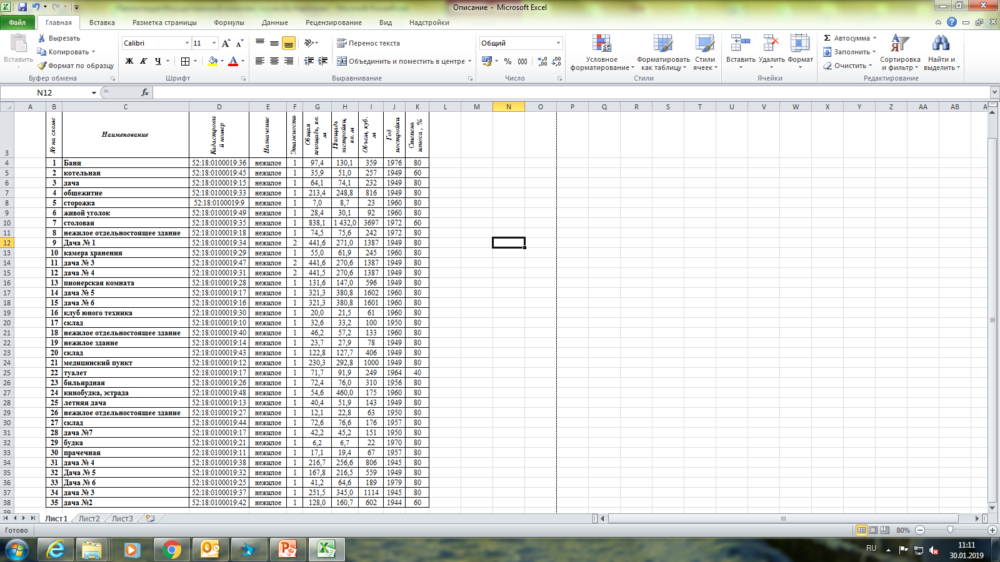 Описание - Microsoft Excel
Файл Главная Вставка Разметка страницы Формулы Данные Рецензирование Вид Надстройки
Вставить
Вырезать
Копировать
Формат по образцу
Буфер обмена
Calibri 11
Ж К Ч
Шрифт
Перенос текста
Объединить и поместить в центре
Выравнивание
Общий
% 000
Число
Условное форматирование
Форматировать как таблицу
Стили ячеек
Стили
Вставить Удалить Формат
Ячейки
Σ Автосумма
Заполнить
Очистить
Сортировка и фильтр
Найти и выделить
Редактирование
N12 fx
A B C D E F G H I J K L M N O P Q R S T U V W X Y Z AA AB A
3 № на схеме Наименование Кадастровый номер Назначение Этажность Общая площадь, кв. м Площадь застройки, кв. м Объем, куб. м Год постройки Степень износа, %
4 1 Баня 52:18:0100019:36 нежилое 1 97,4 130,1 359 1976 80
5 2 котельная 52:18:0100019:45 нежилое 1 35,9 51,0 257 1949 60
6 3 дача 52:18:0100019:15 нежилое 1 64,1 74,1 232 1949 80
7 4 общежитие 52:18:0100019:33 нежилое 1 213,4 248,8 816 1949 80
8 5 сторожка 52:18:0100019:9 нежилое 1 7,0 8,7 23 1960 80
9 6 живой уголок 52:18:0100019:49 нежилое 1 28,4 30,1 92 1960 80
10 7 столовая 52:18:0100019:35 нежилое 1 838,1 1 432,0 3697 1972 60
11 8 нежилое отдельностоящее здание 52:18:0100019:18 нежилое 1 74,5 75,6 242 1972 80
12 9 Дача № 1 52:18:0100019:34 нежилое 2 441,6 271,0 1387 1949 80
13 10 камера хранения 52:18:0100019:29 нежилое 1 55,0 61,9 245 1960 80
14 11 дача № 3 52:18:0100019:47 нежилое 2 441,6 270,6 1387 1949 80
15 12 дача № 4 52:18:0100019:31 нежилое 2 441,5 270,6 1387 1949 80
16 13 пионерская комната 52:18:0100019:28 нежилое 1 131,6 147,0 596 1949 80
17 14 дача № 5 52:18:0100019:17 нежилое 1 321,3 380,8 1602 1960 80
18 15 дача № 6 52:18:0100019:16 нежилое 1 321,3 380,8 1601 1960 80
19 16 клуб юного техника 52:18:0100019:30 нежилое 1 20,0 21,5 61 1960 80
20 17 склад 52:18:0100019:10 нежилое 1 32,6 33,2 100 1950 80
21 18 нежилое отдельностоящее здание 52:18:0100019:40 нежилое 1 46,2 57,2 133 1960 80
22 19 нежилое здание 52:18:0100019:14 нежилое 1 23,7 27,9 78 1949 80
23 20 склад 52:18:0100019:43 нежилое 1 122,8 127,7 406 1949 80
24 21 медицинский пункт 52:18:0100019:12 нежилое 1 230,3 292,8 1000 1949 80
25 22 туалет 52:18:0100019:17 нежилое 1 71,7 91,9 249 1964 40
26 23 бильярдная 52:18:0100019:26 нежилое 1 72,4 76,0 310 1956 80
27 24 кинобудка, эстрада 52:18:0100019:48 нежилое 1 54,6 460,0 175 1960 80
28 25 летняя дача 52:18:0100019:13 нежилое 1 40,4 51,9 143 1949 80
29 26 нежилое отдельностоящее здание 52:18:0100019:27 нежилое 1 12,1 22,8 63 1950 80
30 27 склад 52:18:0100019:44 нежилое 1 72,6 76,6 176 1957 80
31 28 дача №7 52:18:0100019:17 нежилое 1 42,2 45,2 151 1950 80
32 29 будка 52:18:0100019:21 нежилое 1 6,2 6,7 22 1970 80
33 30 прачечная 52:18:0100019:11 нежилое 1 17,1 19,4 67 1957 80
34 31 дача № 4 52:18:0100019:38 нежилое 1 216,7 256,6 806 1945 80
35 32 Дача № 5 52:18:0100019:32 нежилое 1 167,8 216,5 559 1949 80
36 33 Дача № 6 52:18:0100019:25 нежилое 1 41,2 64,6 189 1979 80
37 34 дача № 3 52:18:0100019:37 нежилое 1 251,5 345,0 1114 1945 80
38 35 дача №2 52:18:0100019:42 нежилое 1 128,0 160,7 602 1944 60
39
Лист1 Лист2 Лист3
Готово 80%
RU 11:11
30.01.2019